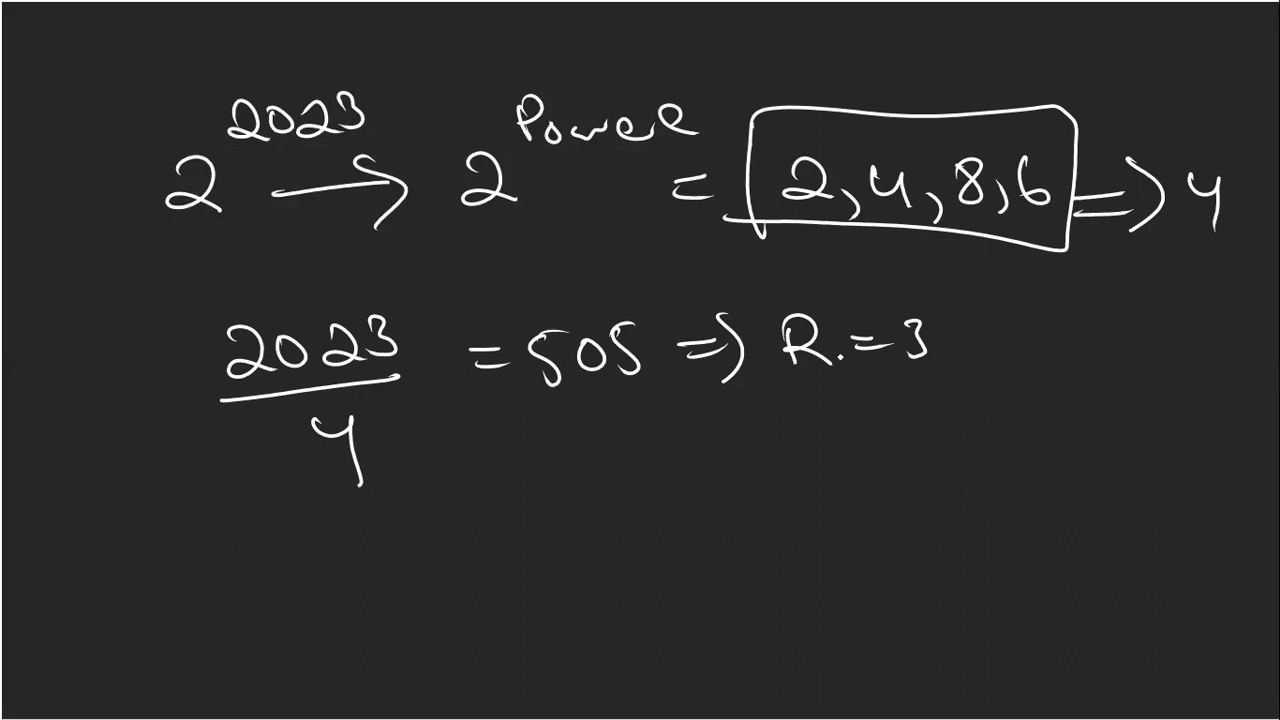 2^2023 → 2^Power = 2, 4, 8, 6 => 4
2023/4 = 505 => R. = 3